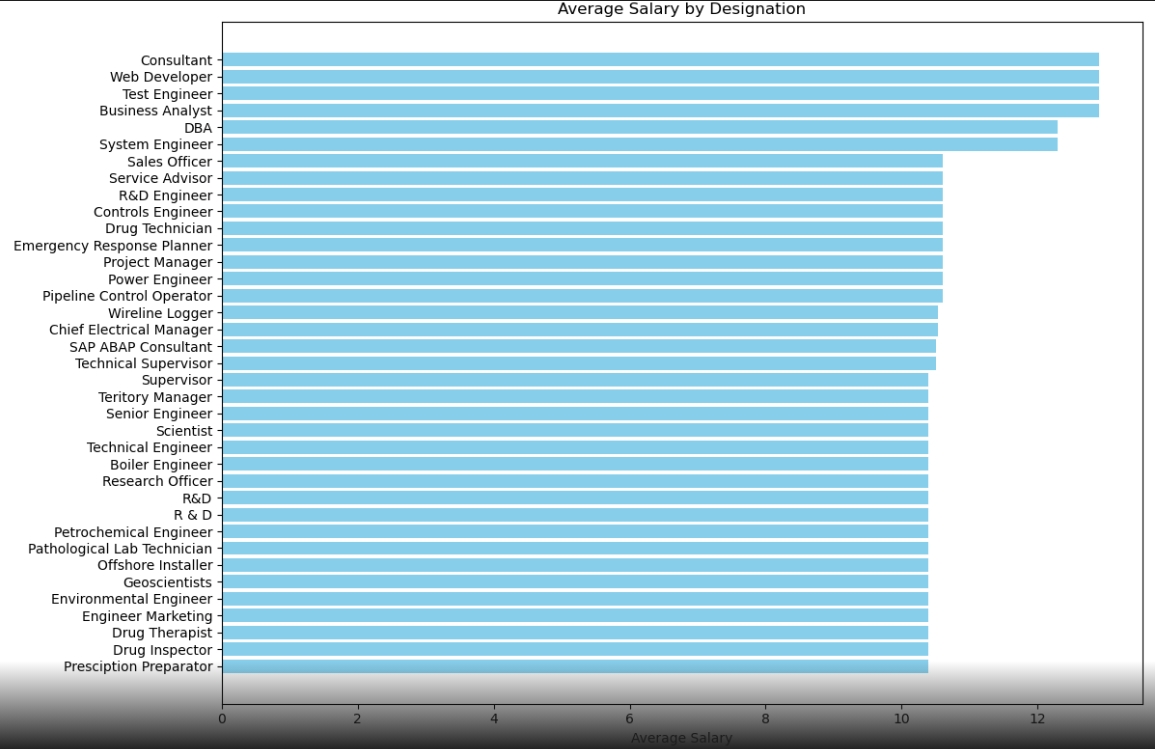 Average Salary by Designation
Consultant
Web Developer
Test Engineer
Business Analyst
DBA
System Engineer
Sales Officer
Service Advisor
R&D Engineer
Controls Engineer
Drug Technician
Emergency Response Planner
Project Manager
Power Engineer
Pipeline Control Operator
Wireline Logger
Chief Electrical Manager
SAP ABAP Consultant
Technical Supervisor
Supervisor
Teritory Manager
Senior Engineer
Scientist
Technical Engineer
Boiler Engineer
Research Officer
R&D
R & D
Petrochemical Engineer
Pathological Lab Technician
Offshore Installer
Geoscientists
Environmental Engineer
Engineer Marketing
Drug Therapist
Drug Inspector
Presciption Preparator
0 2 4 6 8 10 12
Average Salary